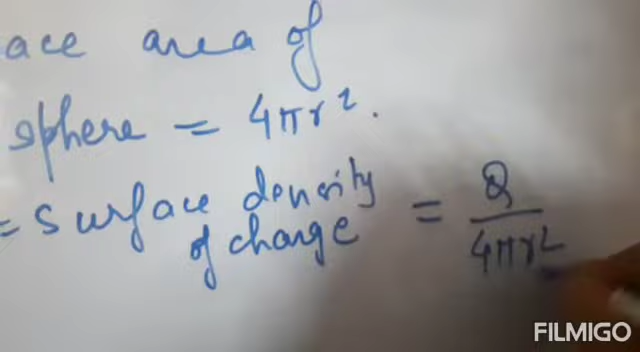 ace area of
sphere = 4πr².
= surface density
of charge = Q/4πr²
FILMIGO